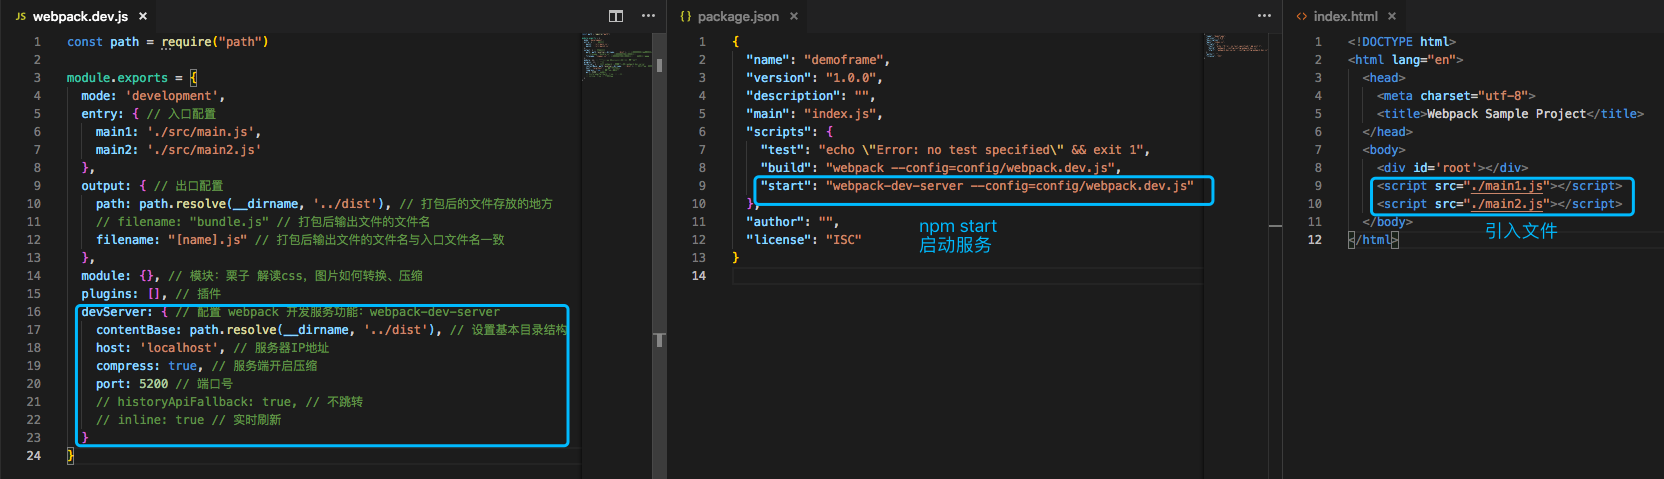 JS webpack.dev.js ×
1 const path = require("path")
2
3 module.exports = {
4 mode: 'development',
5 entry: { // 入口配置
6 main1: './src/main.js',
7 main2: './src/main2.js'
8 },
9 output: { // 出口配置
10 path: path.resolve(__dirname, '../dist'), // 打包后的文件存放的地方
11 // filename: "bundle.js" // 打包后输出文件的文件名
12 filename: "[name].js" // 打包后输出文件的文件名与入口文件名一致
13 },
14 module: {}, // 模块：栗子 解读css，图片如何转换、压缩
15 plugins: [], // 插件
16 devServer: { // 配置 webpack 开发服务功能：webpack-dev-server
17 contentBase: path.resolve(__dirname, '../dist'), // 设置基本目录结构
18 host: 'localhost', // 服务器IP地址
19 compress: true, // 服务端开启压缩
20 port: 5200 // 端口号
21 // historyApiFallback: true, // 不跳转
22 // inline: true // 实时刷新
23 }
24 }
{} package.json ×
1 {
2 "name": "demoframe",
3 "version": "1.0.0",
4 "description": "",
5 "main": "index.js",
6 "scripts": {
7 "test": "echo \"Error: no test specified\" && exit 1",
8 "build": "webpack --config=config/webpack.dev.js",
9 "start": "webpack-dev-server --config=config/webpack.dev.js"
10 },
11 "author": "",
12 "license": "ISC"
13 }
14
npm start
启动服务
<> index.html ×
1 <!DOCTYPE html>
2 <html lang="en">
3 <head>
4 <meta charset="utf-8">
5 <title>Webpack Sample Project</title>
6 </head>
7 <body>
8 <div id='root'></div>
9 <script src="./main1.js"></script>
10 <script src="./main2.js"></script>
11 </body>
12 </html>
引入文件